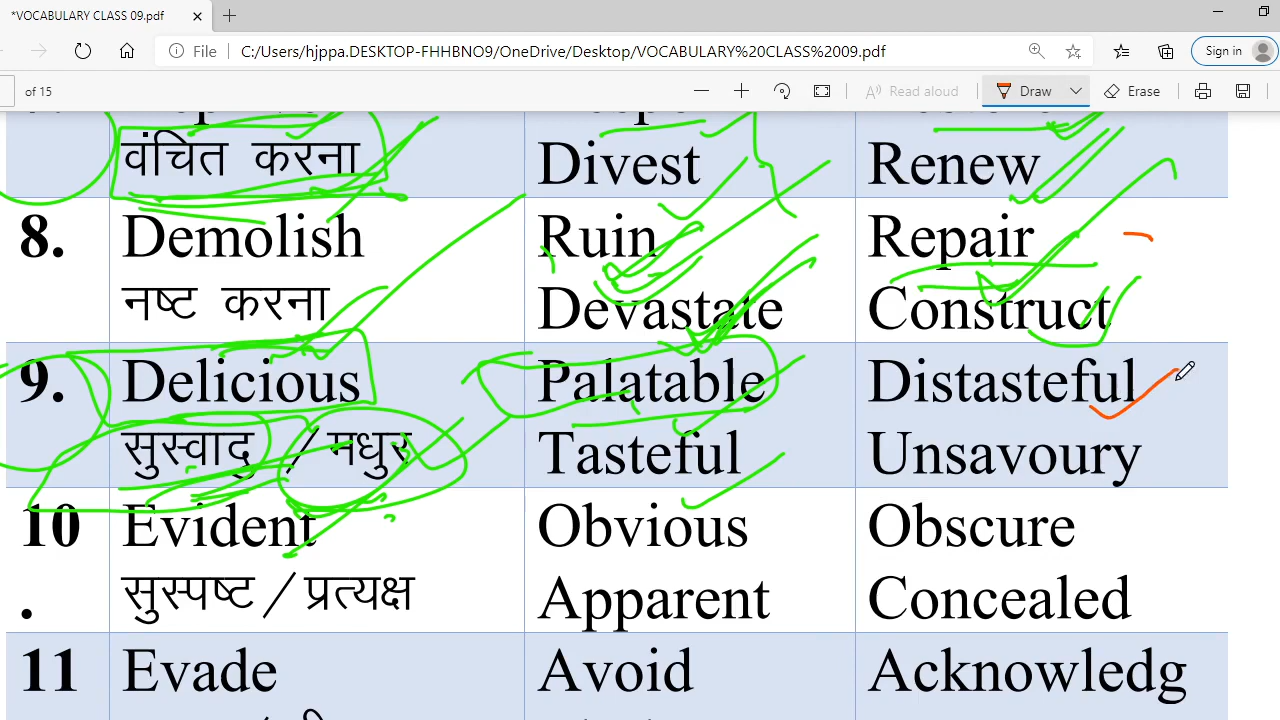 *VOCABULARY CLASS 09.pdf
File C:/Users/hjppa.DESKTOP-FHHBNO9/OneDrive/Desktop/VOCABULARY%20CLASS%2009.pdf Sign in
of 15 Read aloud Draw Erase
वंचित करना Divest Renew
8. Demolish Ruin Repair
नष्ट करना Devastate Construct
9. Delicious Palatable Distasteful
सुस्वादु / मधुर Tasteful Unsavoury
10 Evident Obvious Obscure
. सुस्पष्ट / प्रत्यक्ष Apparent Concealed
11 Evade Avoid Acknowledg